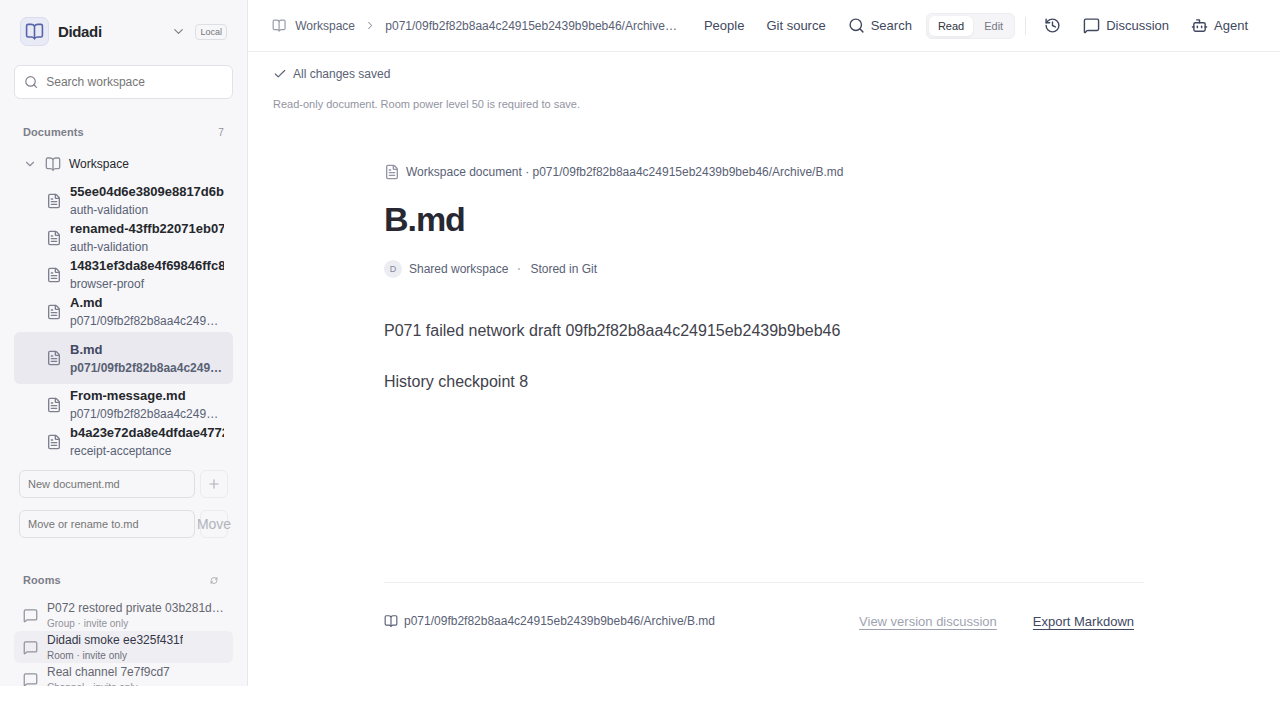 Didadi
Local
Search workspace
Documents 7
Workspace
55ee04d6e3809e8817d6b
auth-validation
renamed-43ffb22071eb07
auth-validation
14831ef3da8e4f69846ffc8
browser-proof
A.md
p071/09fb2f82b8aa4c249…
B.md
p071/09fb2f82b8aa4c249…
From-message.md
p071/09fb2f82b8aa4c249…
b4a23e72da8e4dfdae4772
receipt-acceptance
New document.md
Move or rename to.md Move
Rooms
P072 restored private 03b281d…
Group · invite only
Didadi smoke ee325f431f
Room · invite only
Real channel 7e7f9cd7
Channel · invite only
Workspace p071/09fb2f82b8aa4c24915eb2439b9beb46/Archive… People Git source Search Read Edit Discussion Agent
All changes saved
Read-only document. Room power level 50 is required to save.
Workspace document · p071/09fb2f82b8aa4c24915eb2439b9beb46/Archive/B.md
B.md
D Shared workspace · Stored in Git
P071 failed network draft 09fb2f82b8aa4c24915eb2439b9beb46
History checkpoint 8
p071/09fb2f82b8aa4c24915eb2439b9beb46/Archive/B.md View version discussion Export Markdown